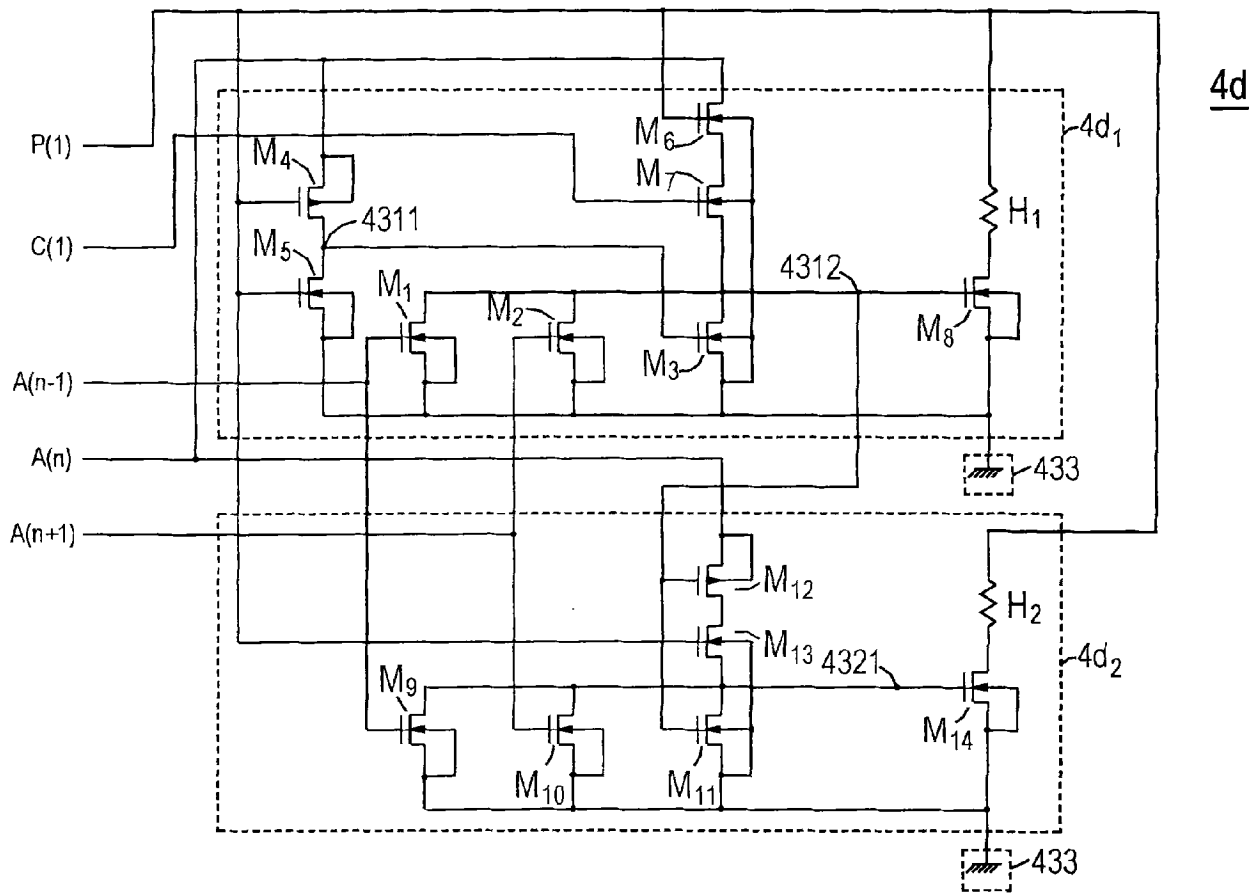 4d
P(1)
C(1)
A(n-1)
A(n)
A(n+1)
4d₁
M₆
M₄
M₇
H₁
4311
M₅
4312
M₁
M₂
M₃
M₈
433
M₁₂
H₂
M₁₃
4321
4d₂
M₉
M₁₀
M₁₁
M₁₄
433